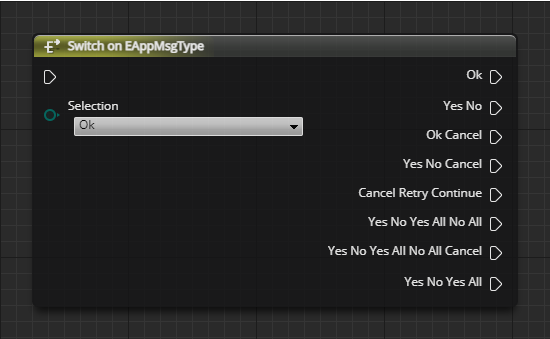 Switch on EAppMsgType
Ok
Selection
Ok
Yes No
Ok Cancel
Yes No Cancel
Cancel Retry Continue
Yes No Yes All No All
Yes No Yes All No All Cancel
Yes No Yes All